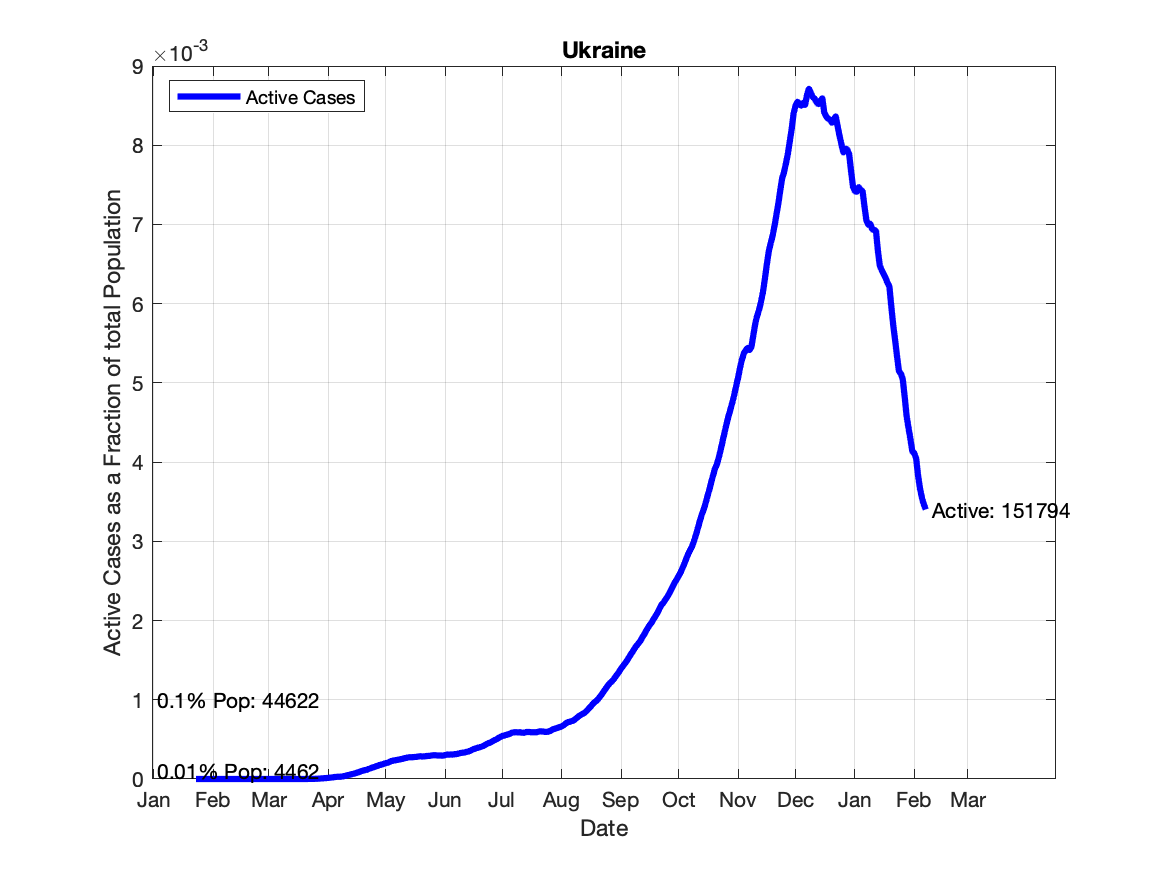 Ukraine
×10-3
9
8
7
6
5
4
3
2
1
0
Active Cases as a Fraction of total Population
Active Cases
Active: 151794
0.1% Pop: 44622
0.01% Pop: 4462
Jan Feb Mar Apr May Jun Jul Aug Sep Oct Nov Dec Jan Feb Mar
Date